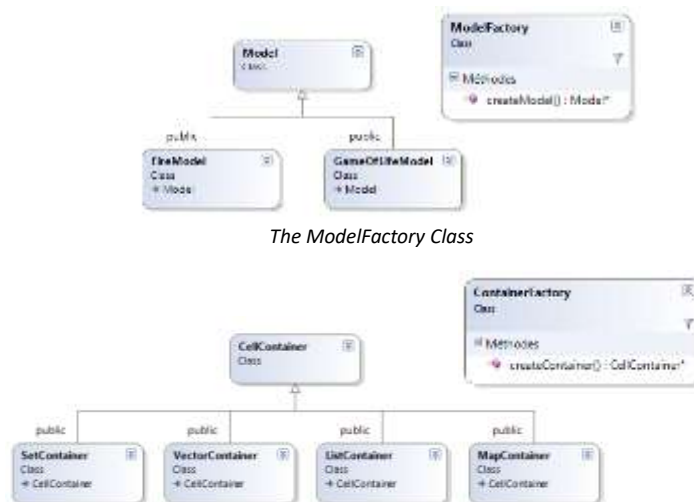 Model
Class
ModelFactory
Class
Méthodes
createModel() : Model*
public
public
FireModel
Class
Model
GameOfLifeModel
Class
Model
The ModelFactory Class
ContainerFactory
Class
Méthodes
createContainer() : CellContainer*
CellContainer
Class
public
public
public
public
SetContainer
Class
CellContainer
VectorContainer
Class
CellContainer
ListContainer
Class
CellContainer
MapContainer
Class
CellContainer